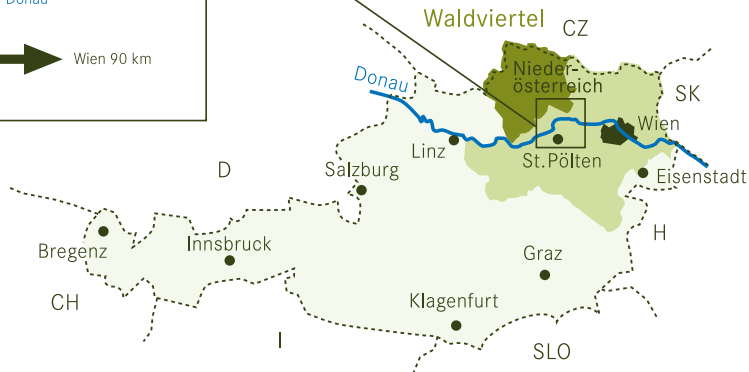 Donau
Wien 90 km
Waldviertel
CZ
Nieder-
österreich
Donau
SK
Wien
Linz
St.Pölten
D
Salzburg
Eisenstadt
H
Bregenz
Innsbruck
Graz
CH
Klagenfurt
I
SLO